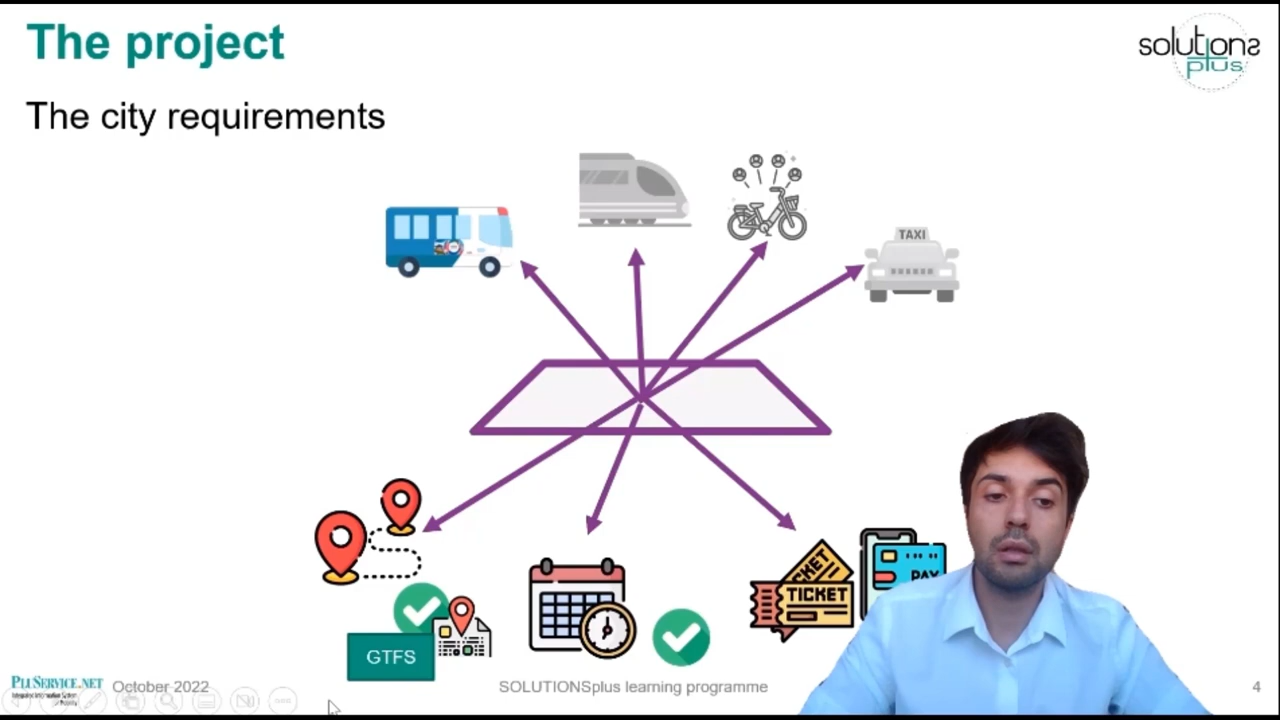 The project
solutions
plus
The city requirements
TAXI
TICKET
TICKET
PAY
GTFS
PLUSERVICE.NET
October 2022
SOLUTIONSplus learning programme
4